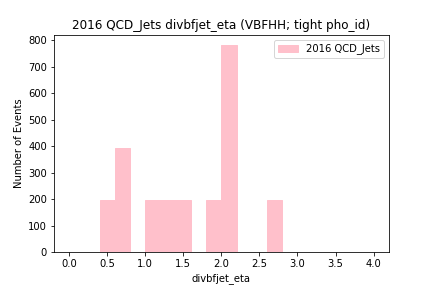 2016 QCD_Jets divbfjet_eta (VBFHH; tight pho_id)
2016 QCD_Jets
Number of Events
800
700
600
500
400
300
200
100
0
0.0 0.5 1.0 1.5 2.0 2.5 3.0 3.5 4.0
divbfjet_eta